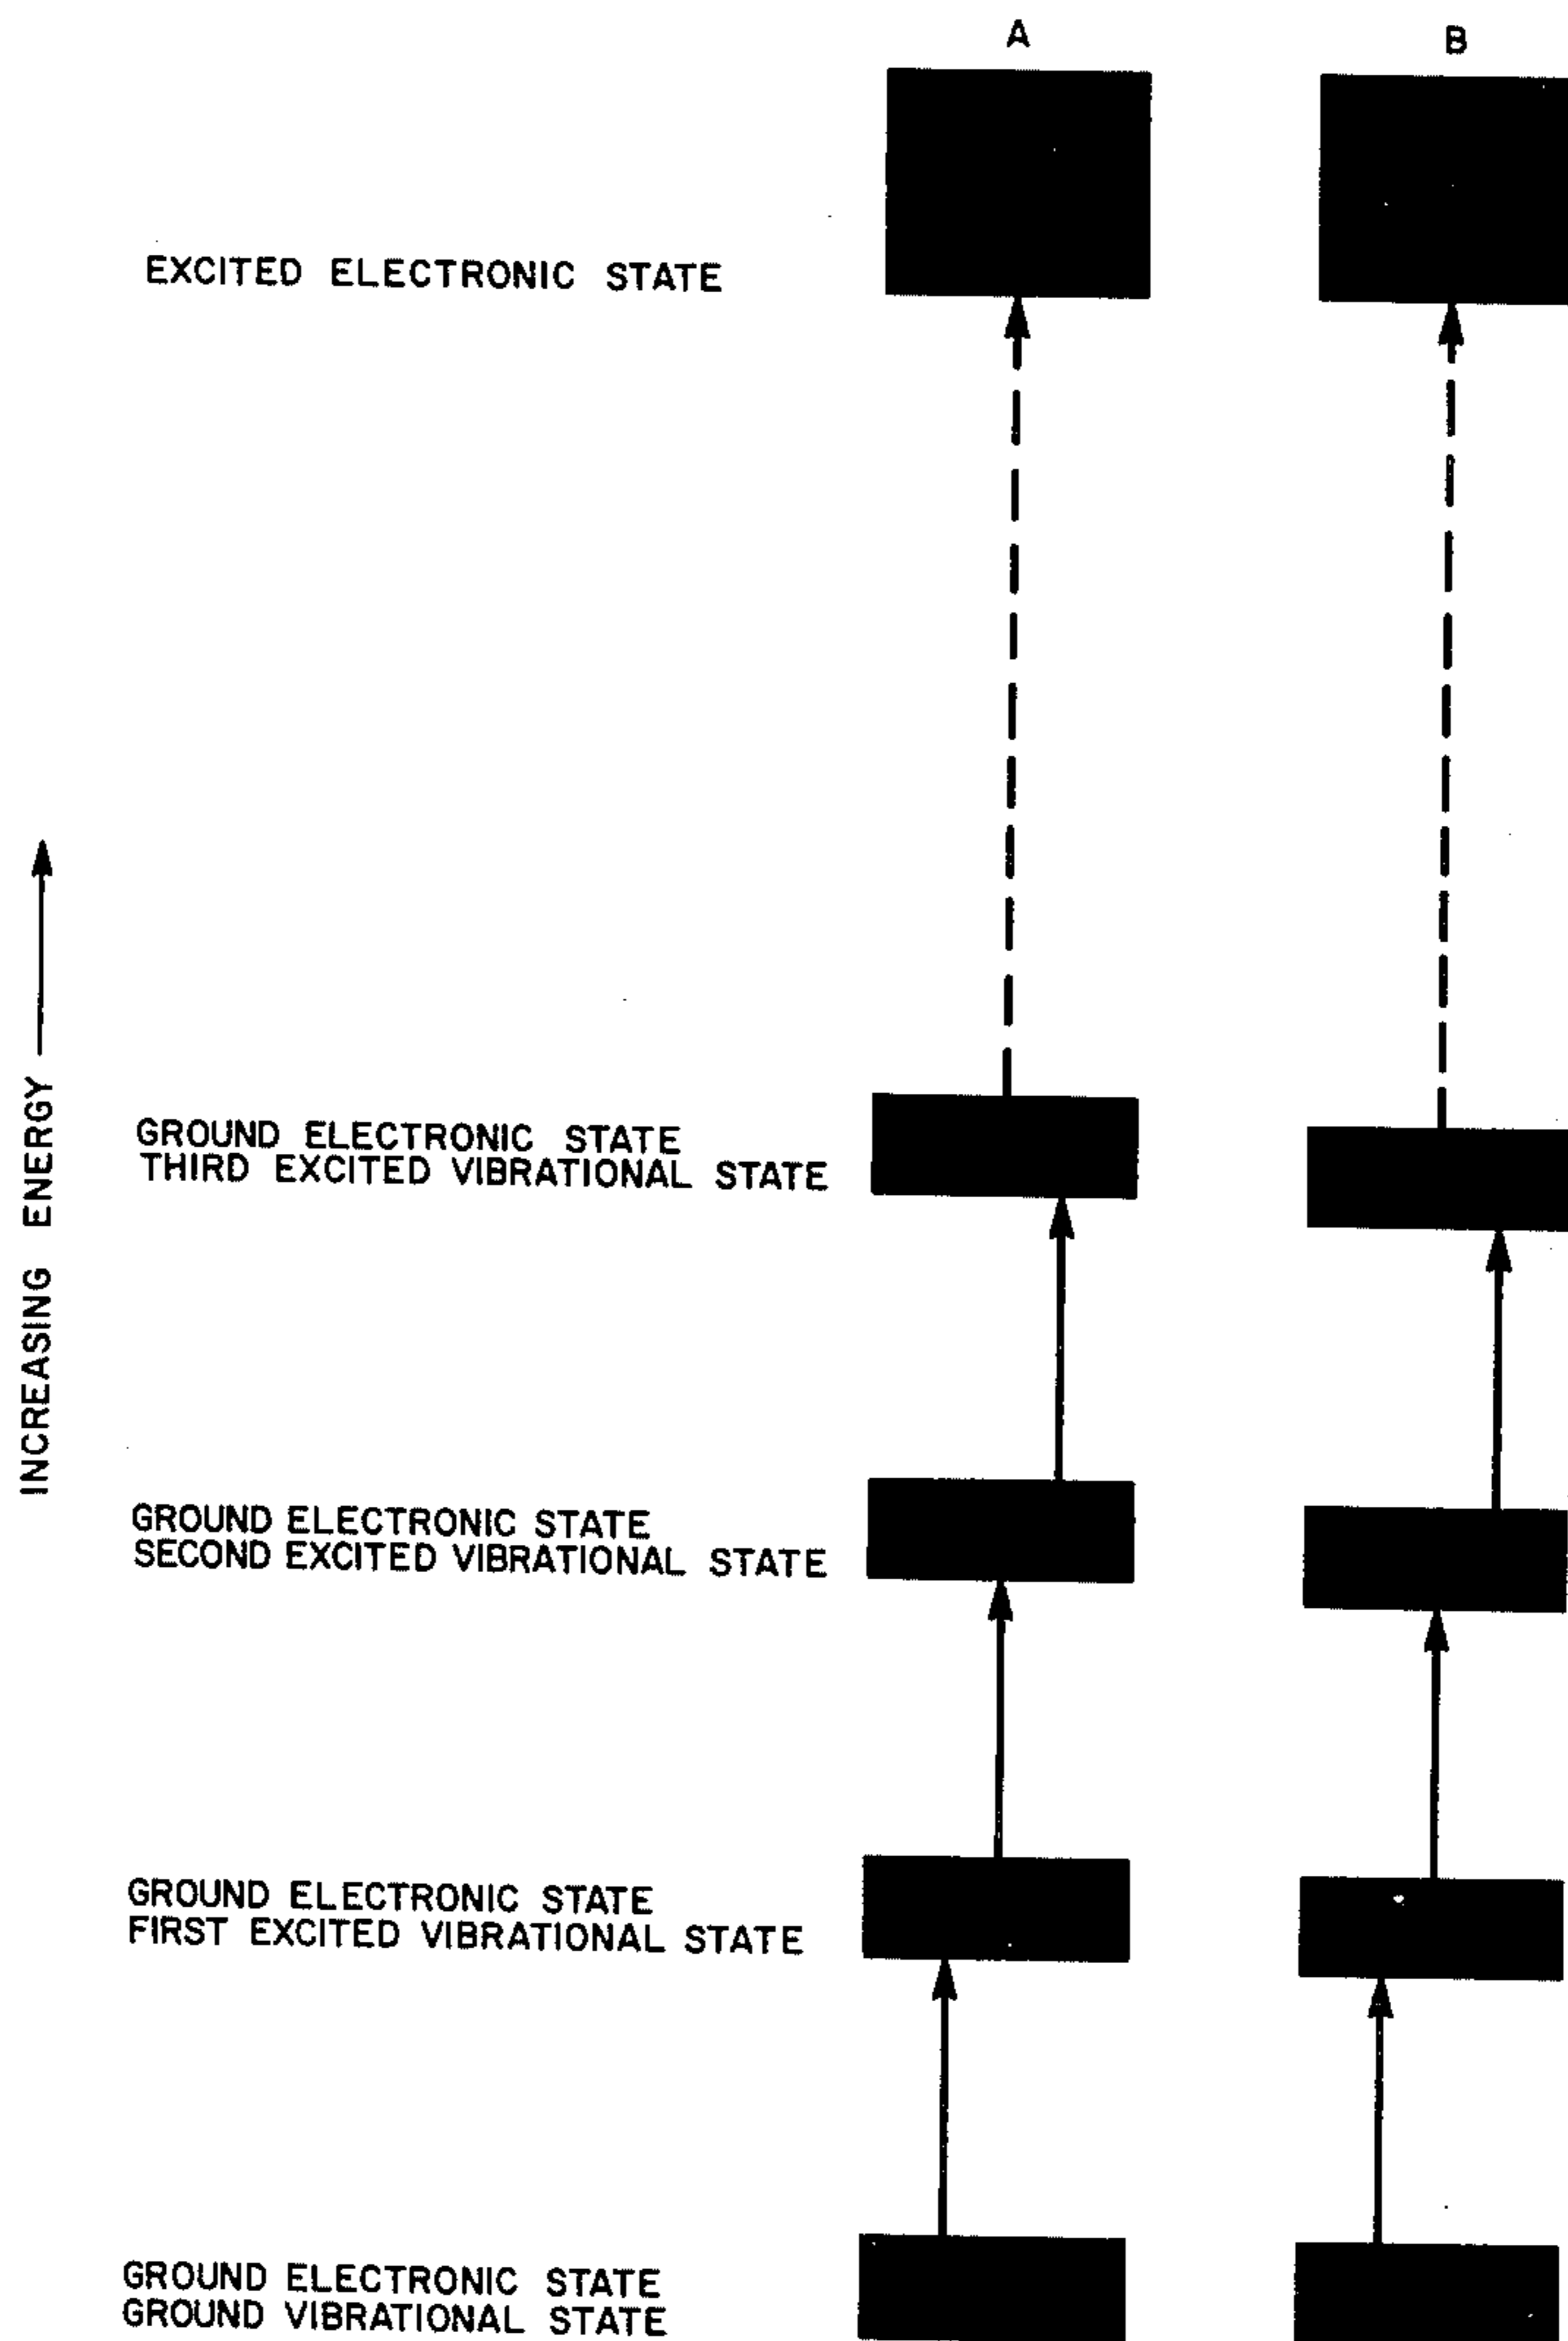 A
B
EXCITED ELECTRONIC STATE
INCREASING ENERGY
GROUND ELECTRONIC STATE
THIRD EXCITED VIBRATIONAL STATE
GROUND ELECTRONIC STATE
SECOND EXCITED VIBRATIONAL STATE
GROUND ELECTRONIC STATE
FIRST EXCITED VIBRATIONAL STATE
GROUND ELECTRONIC STATE
GROUND VIBRATIONAL STATE